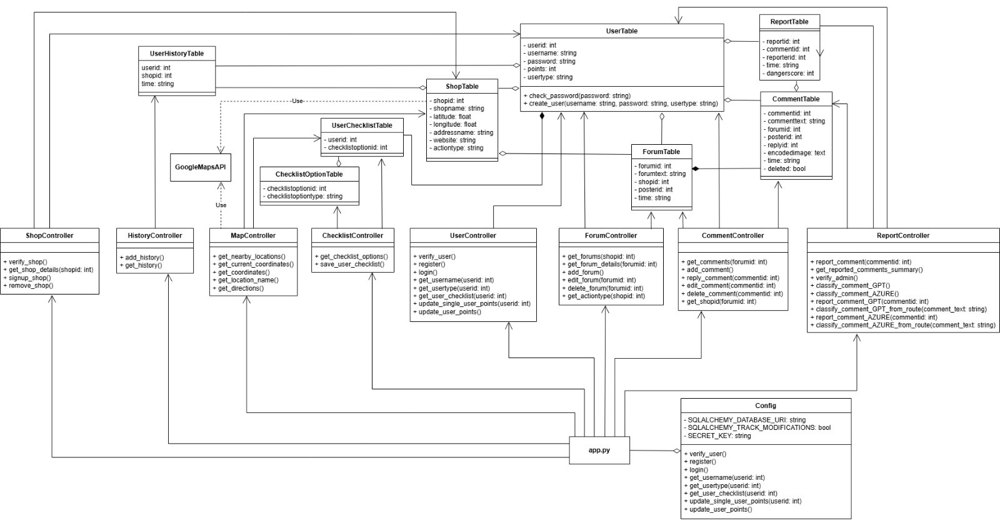 UserTable
- userid: int
- username: string
- password: string
- points: int
- usertype: string
+ check_password(password: string)
+ create_user(username: string, password: string, usertype: string)
ReportTable
- reportid: int
- commentid: int
- reporterid: int
- time: string
- dangerscore: int
UserHistoryTable
userid: int
shopid: int
time: string
ShopTable
- shopid: int
- shopname: string
- latitude: float
- longitude: float
- addressname: string
- website: string
- actiontype: string
CommentTable
- commentid: int
- commenttext: string
- forumid: int
- posterid: int
- replyid: int
- encodedimage: text
- time: string
- deleted: bool
Use
UserChecklistTable
- userid: int
- checklistoptionid: int
ForumTable
- forumid: int
- forumtext: string
- shopid: int
- posterid: int
- time: string
GoogleMapsAPI
ChecklistOptionTable
- checklistoptionid: int
- checklistoptiontype: string
Use
ShopController
+ verify_shop()
+ get_shop_details(shopid: int)
+ signup_shop()
+ remove_shop()
HistoryController
+ add_history()
+ get_history()
MapController
+ get_nearby_locations()
+ get_current_coordinates()
+ get_coordinates()
+ get_location_name()
+ get_directions()
ChecklistController
+ get_checklist_options()
+ save_user_checklist()
UserController
+ verify_user()
+ register()
+ login()
+ get_username(userid: int)
+ get_usertype(userid: int)
+ get_user_checklist(userid: int)
+ update_single_user_points(userid: int)
+ update_user_points()
ForumController
+ get_forums(shopid: int)
+ get_forum_details(forumid: int)
+ add_forum()
+ edit_forum(forumid: int)
+ delete_forum(forumid: int)
+ get_actiontype(shopid: int)
CommentController
+ get_comments(forumid: int)
+ add_comment()
+ reply_comment(commentid: int)
+ edit_comment(commentid: int)
+ delete_comment(commentid: int)
+ get_shopid(forumid: int)
ReportController
+ report_comment(commentid: int)
+ get_reported_comments_summary()
+ verify_admin()
+ classify_comment_GPT()
+ classify_comment_AZURE()
+ report_comment_GPT(commentid: int)
+ classify_comment_GPT_from_route(comment_text: string)
+ report_comment_AZURE(commentid: int)
+ classify_comment_AZURE_from_route(comment_text: string)
app.py
Config
- SQLALCHEMY_DATABASE_URI: string
- SQLALCHEMY_TRACK_MODIFICATIONS: bool
- SECRET_KEY: string
+ verify_user()
+ register()
+ login()
+ get_username(userid: int)
+ get_usertype(userid: int)
+ get_user_checklist(userid: int)
+ update_single_user_points(userid: int)
+ update_user_points()